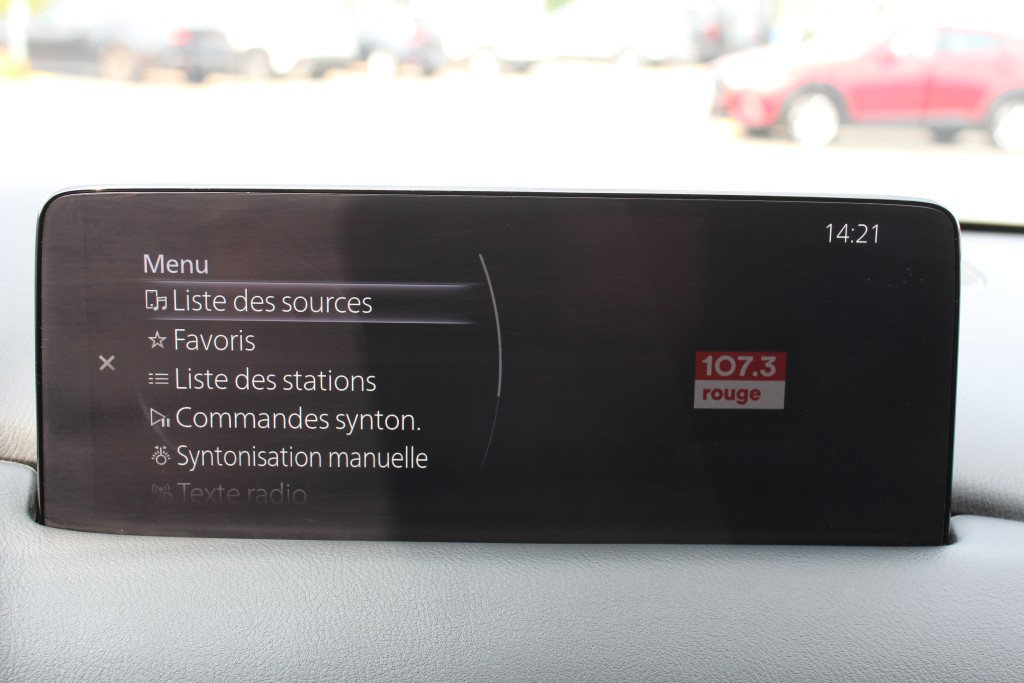 14:21
Menu
Liste des sources
Favoris
Liste des stations
Commandes synton.
Syntonisation manuelle
Texte radio
107.3
rouge